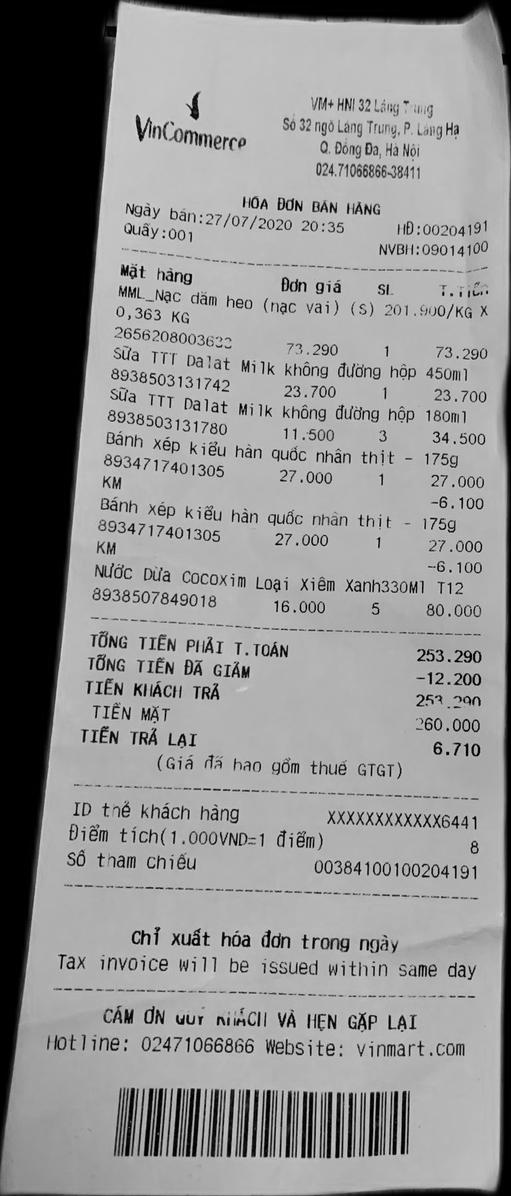 VinCommerce
VM+ HNI 32 Láng Trung
Số 32 ngõ Láng Trung, P. Láng Hạ
Q. Đống Đa, Hà Nội
024.71066866-38411
HÓA ĐƠN BÁN HÀNG
Ngày bán:27/07/2020 20:35 HĐ:00204191
Quầy:001 NVBH:09014100
Mặt hàng Đơn giá SL T.Tiền
MML_Nạc dăm heo (nạc vai) (S) 201.900/KG X
0,363 KG
73.290 1 73.290
Sữa TTT Dalat Milk không đường hộp 450ml
8938503131742 23.700 1 23.700
Sữa TTT Dalat Milk không đường hộp 180ml
8938503131780 11.500 3 34.500
Bánh xếp kiểu hàn quốc nhân thịt - 175g
8934717401305 27.000 1 27.000
KM -6.100
Bánh xếp kiểu hàn quốc nhân thịt - 175g
8934717401305 27.000 1 27.000
KM -6.100
Nước Dừa Cocoxim Loại Xiêm Xanh330Ml T12
8938507849018 16.000 5 80.000
TỔNG TIỀN PHẢI T.TOÁN 253.290
TỔNG TIỀN ĐÃ GIẢM -12.200
TIỀN KHÁCH TRẢ 253.290
TIỀN MẶT 260.000
TIỀN TRẢ LẠI 6.710
(Giá đã bao gồm thuế GTGT)
ID thẻ khách hàng XXXXXXXXXXXX6441
Điểm tích(1.000VND=1 điểm) 8
Số tham chiếu 00384100100204191
Chỉ xuất hóa đơn trong ngày
Tax invoice will be issued within same day
CẢM ƠN QUÝ KHÁCH VÀ HẸN GẶP LẠI
Hotline: 02471066866 Website: vinmart.com